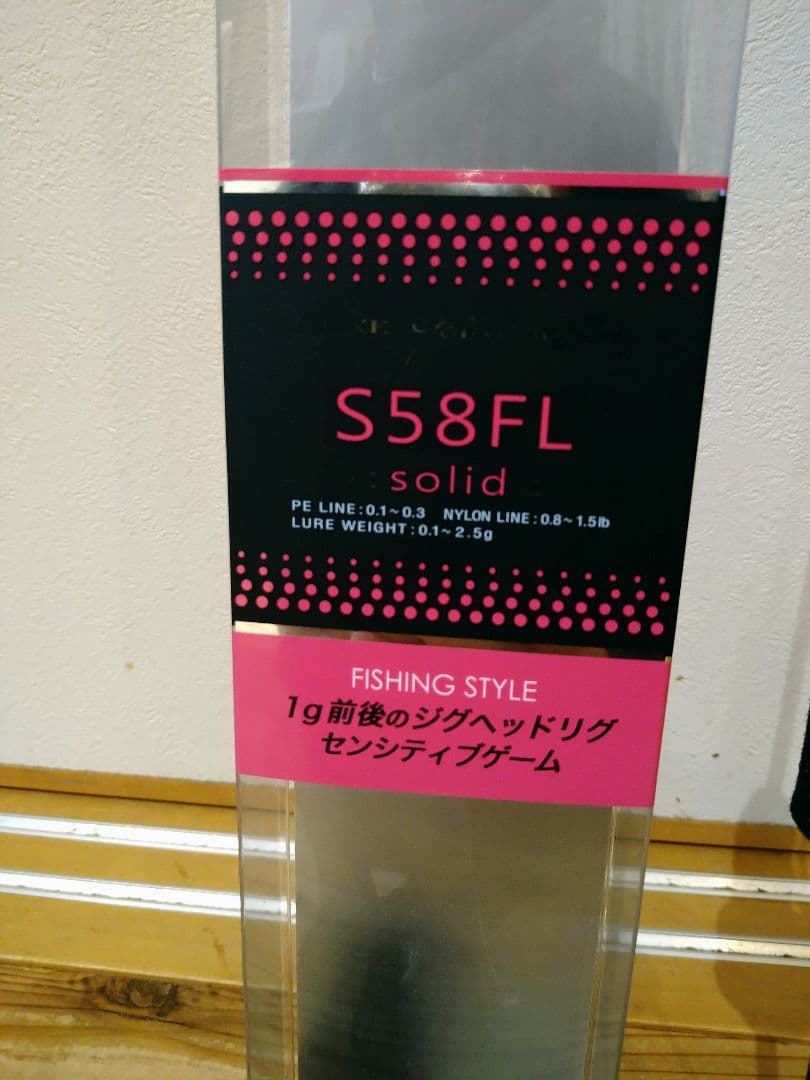 S58FL
solid
PE LINE:0.1~0.3 NYLON LINE:0.8~1.5lb
LURE WEIGHT:0.1~2.5g
FISHING STYLE
1g前後のジグヘッドリグ
センシティブゲーム